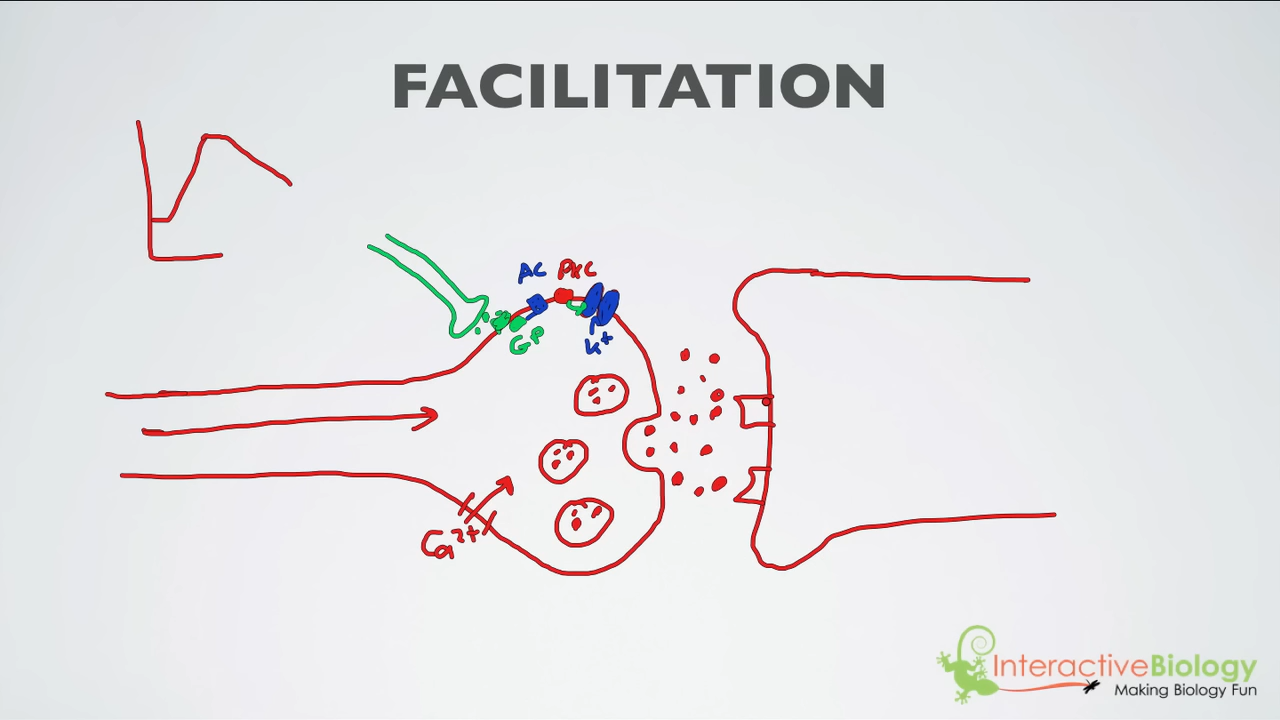 FACILITATION
AC PKC
GP
K+
Ca2+
InteractiveBiology
Making Biology Fun